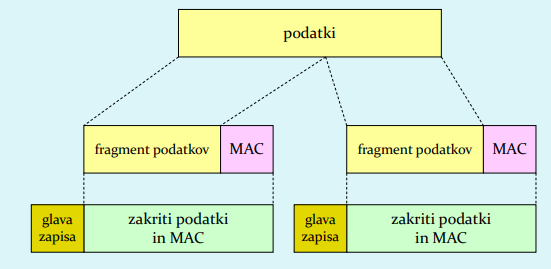 podatki
fragment podatkov
MAC
fragment podatkov
MAC
glava
zapisa
zakriti podatki
in MAC
glava
zapisa
zakriti podatki
in MAC